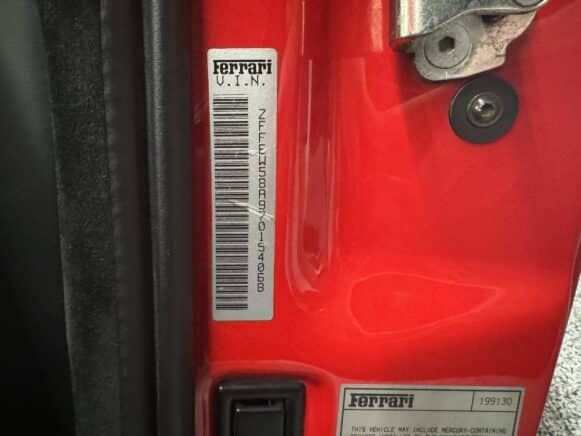 Ferrari
V.I.N.
ZFFEW58A970154068
Ferrari 199130
THIS VEHICLE MAY INCLUDE MERCURY-CONTAINING